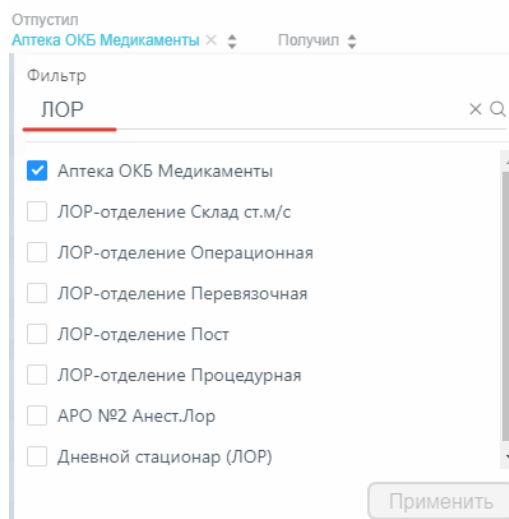 Отпустил
Аптека ОКБ Медикаменты Получил
Фильтр
ЛОР
Аптека ОКБ Медикаменты
ЛОР-отделение Склад ст.м/с
ЛОР-отделение Операционная
ЛОР-отделение Перевязочная
ЛОР-отделение Пост
ЛОР-отделение Процедурная
АРО №2 Анест.Лор
Дневной стационар (ЛОР)
Применить